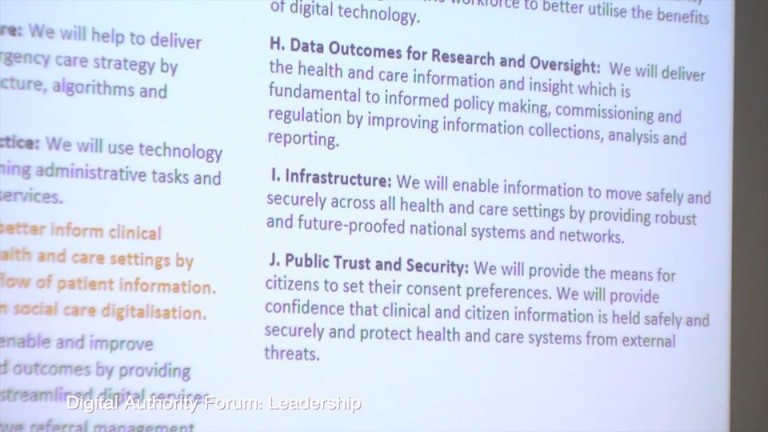 re: We will help to deliver
rgency care strategy by
cture, algorithms and
ctice: We will use technology
ning administrative tasks and
services.
better inform clinical
alth and care settings by
low of patient information.
n social care digitalisation.
enable and improve
d outcomes by providing
streamlined digital services
ve referral management
workforce to better utilise the benefits
of digital technology.
H. Data Outcomes for Research and Oversight: We will deliver
the health and care information and insight which is
fundamental to informed policy making, commissioning and
regulation by improving information collections, analysis and
reporting.
I. Infrastructure: We will enable information to move safely and
securely across all health and care settings by providing robust
and future-proofed national systems and networks.
J. Public Trust and Security: We will provide the means for
citizens to set their consent preferences. We will provide
confidence that clinical and citizen information is held safely and
securely and protect health and care systems from external
threats.
Digital Authority Forum: Leadership